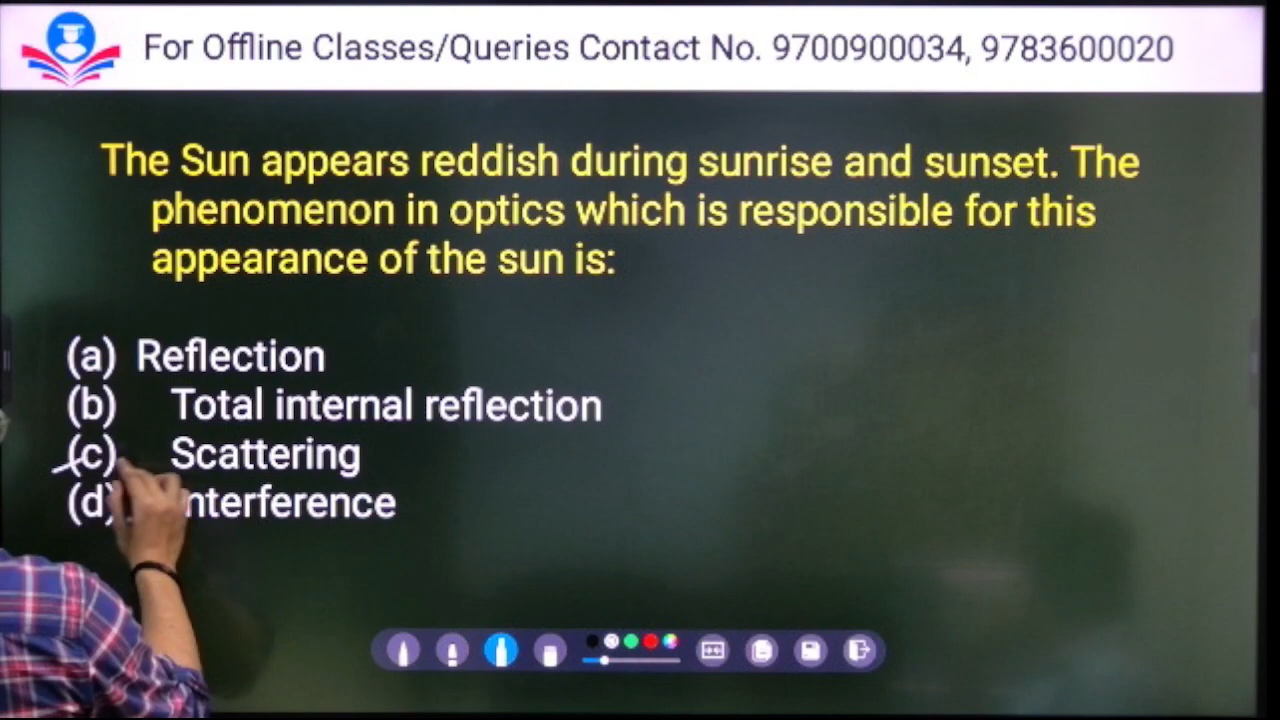 For Offline Classes/Queries Contact No. 9700900034, 9783600020
The Sun appears reddish during sunrise and sunset. The
phenomenon in optics which is responsible for this
appearance of the sun is:
(a) Reflection
(b) Total internal reflection
(c) Scattering
(d) Interference